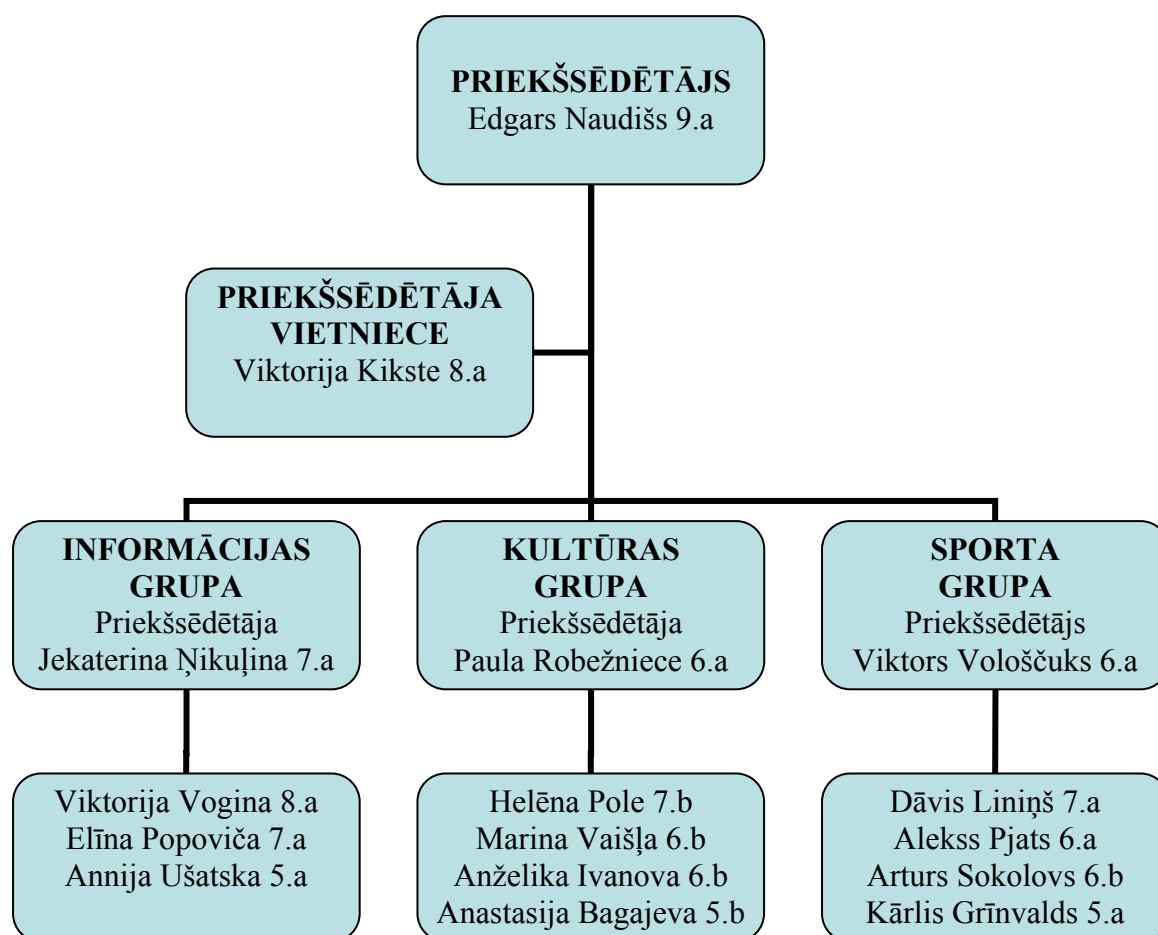 PRIEKŠSĒDĒTĀJS
Edgars Naudišs 9.a
PRIEKŠSĒDĒTĀJA
VIETNIECE
Viktorija Kikste 8.a
INFORMĀCIJAS
GRUPA
Priekšsēdētāja
Jekaterina Ņikuļina 7.a
KULTŪRAS
GRUPA
Priekšsēdētāja
Paula Robežniece 6.a
SPORTA
GRUPA
Priekšsēdētājs
Viktors Vološčuks 6.a
Viktorija Vogina 8.a
Elīna Popoviča 7.a
Annija Ušatska 5.a
Helēna Pole 7.b
Marina Vaišļa 6.b
Anželika Ivanova 6.b
Anastasija Bagajeva 5.b
Dāvis Liniņš 7.a
Alekss Pjats 6.a
Arturs Sokolovs 6.b
Kārlis Grīnvalds 5.a